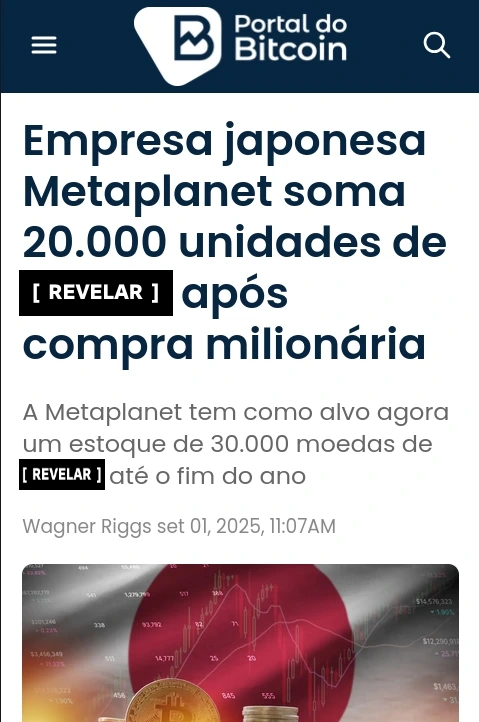 Portal do
Bitcoin
Empresa japonesa
Metaplanet soma
20.000 unidades de
[ REVELAR ] após
compra milionária
A Metaplanet tem como alvo agora
um estoque de 30.000 moedas de
[ REVELAR ] até o fim do ano
Wagner Riggs set 01, 2025, 11:07AM